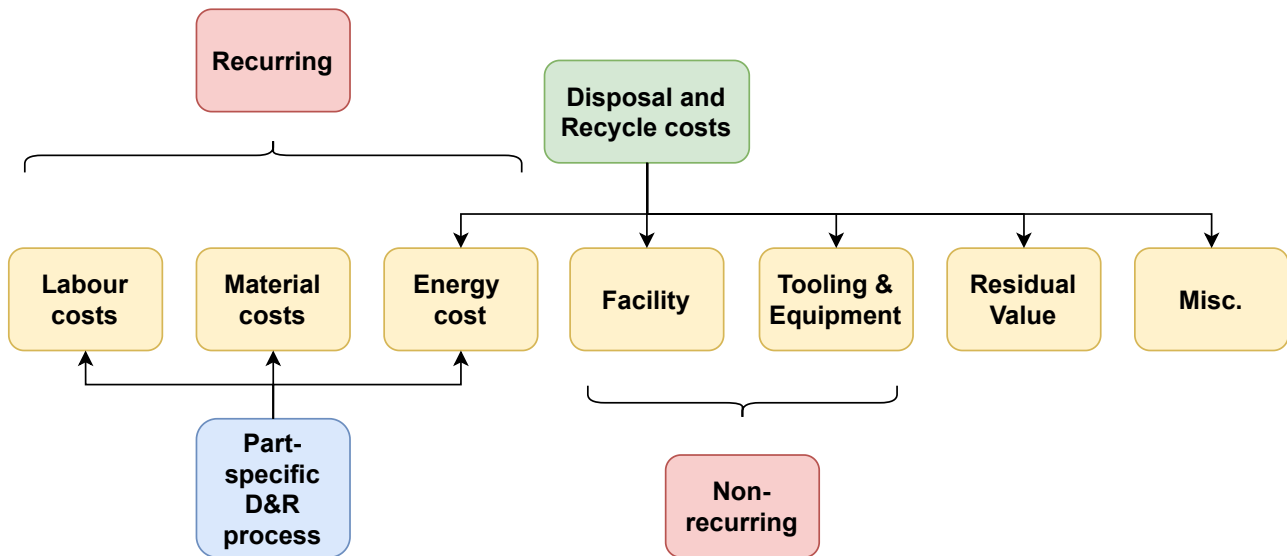 Recurring
Disposal and
Recycle costs
Labour
costs
Material
costs
Energy
cost
Facility
Tooling &
Equipment
Residual
Value
Misc.
Part-
specific
D&R
process
Non-
recurring